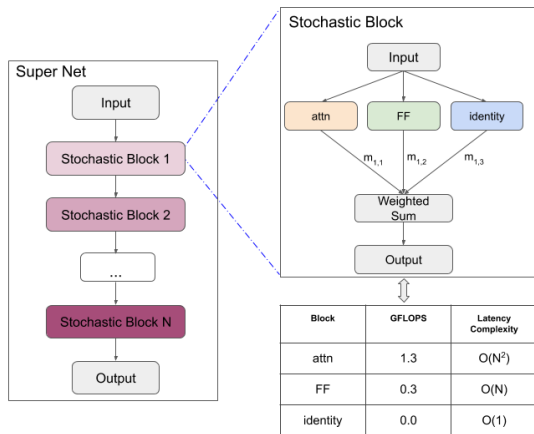 Super Net
Input
Stochastic Block 1
Stochastic Block 2
...
Stochastic Block N
Output
Stochastic Block
Input
attn FF identity
m1,1 m1,2 m1,3
Weighted
Sum
Output
Block GFLOPS Latency
Complexity
attn 1.3 O(N²)
FF 0.3 O(N)
identity 0.0 O(1)